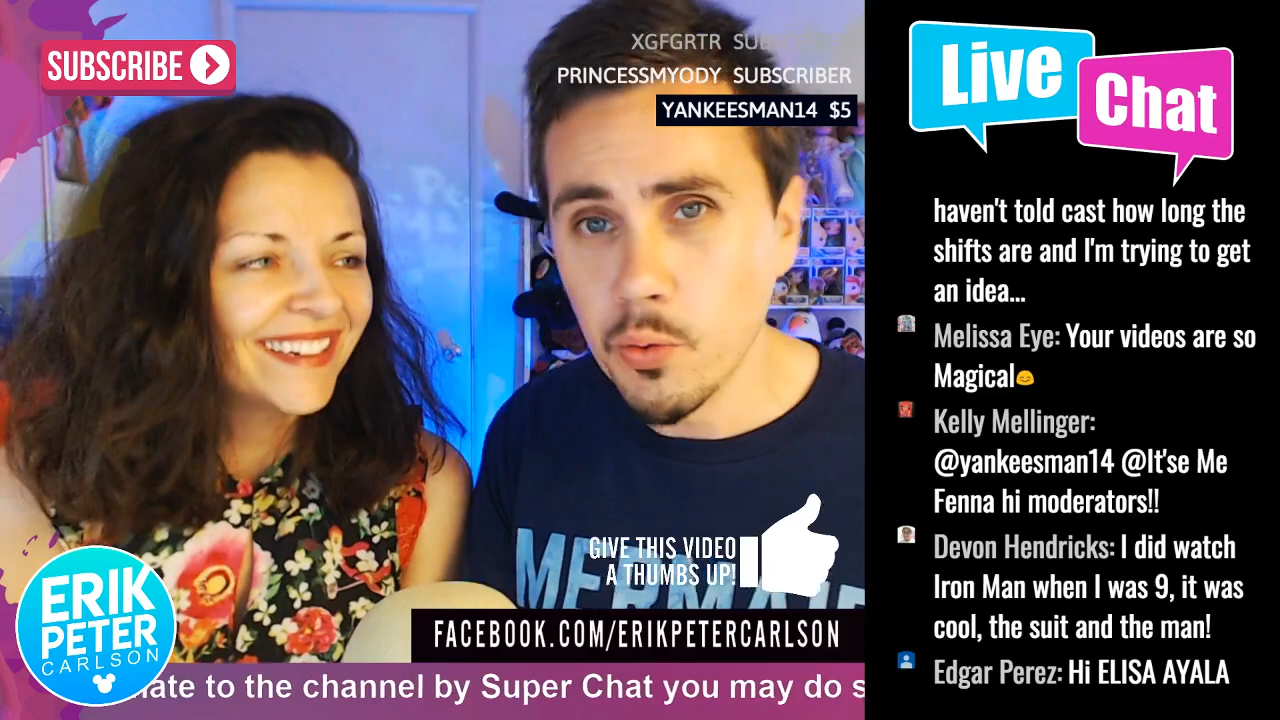 SUBSCRIBE
XGFGRTR SUB
PRINCESSMYODY SUBSCRIBER
YANKEESMAN14 $5
GIVE THIS VIDEO
A THUMBS UP!
MERMAID
FACEBOOK.COM/ERIKPETERCARLSON
ERIK
PETER
CARLSON
to the channel by Super Chat you may do
Live
Chat
haven't told cast how long the
shifts are and I'm trying to get
an idea...
Melissa Eye: Your videos are so
Magical😊
Kelly Mellinger:
@yankeesman14 @It'se Me
Fenna hi moderators!!
Devon Hendricks: I did watch
Iron Man when I was 9, it was
cool, the suit and the man!
Edgar Perez: Hi ELISA AYALA